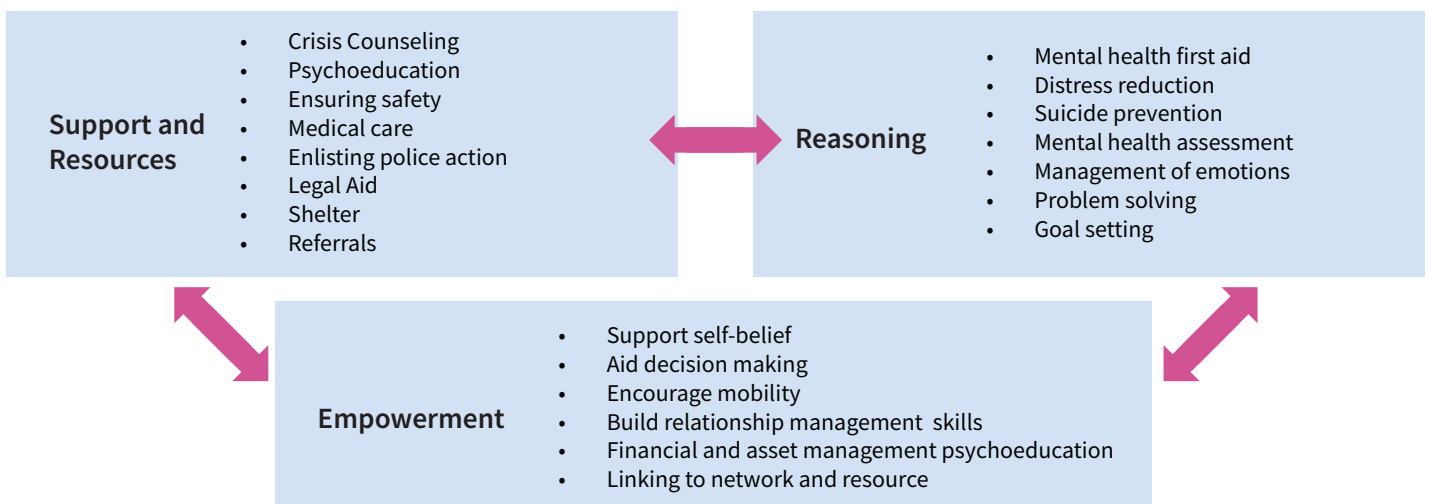 Support and
Resources
• Crisis Counseling
• Psychoeducation
• Ensuring safety
• Medical care
• Enlisting police action
• Legal Aid
• Shelter
• Referrals
Reasoning
• Mental health first aid
• Distress reduction
• Suicide prevention
• Mental health assessment
• Management of emotions
• Problem solving
• Goal setting
Empowerment
• Support self-belief
• Aid decision making
• Encourage mobility
• Build relationship management  skills
• Financial and asset management psychoeducation
• Linking to network and resource